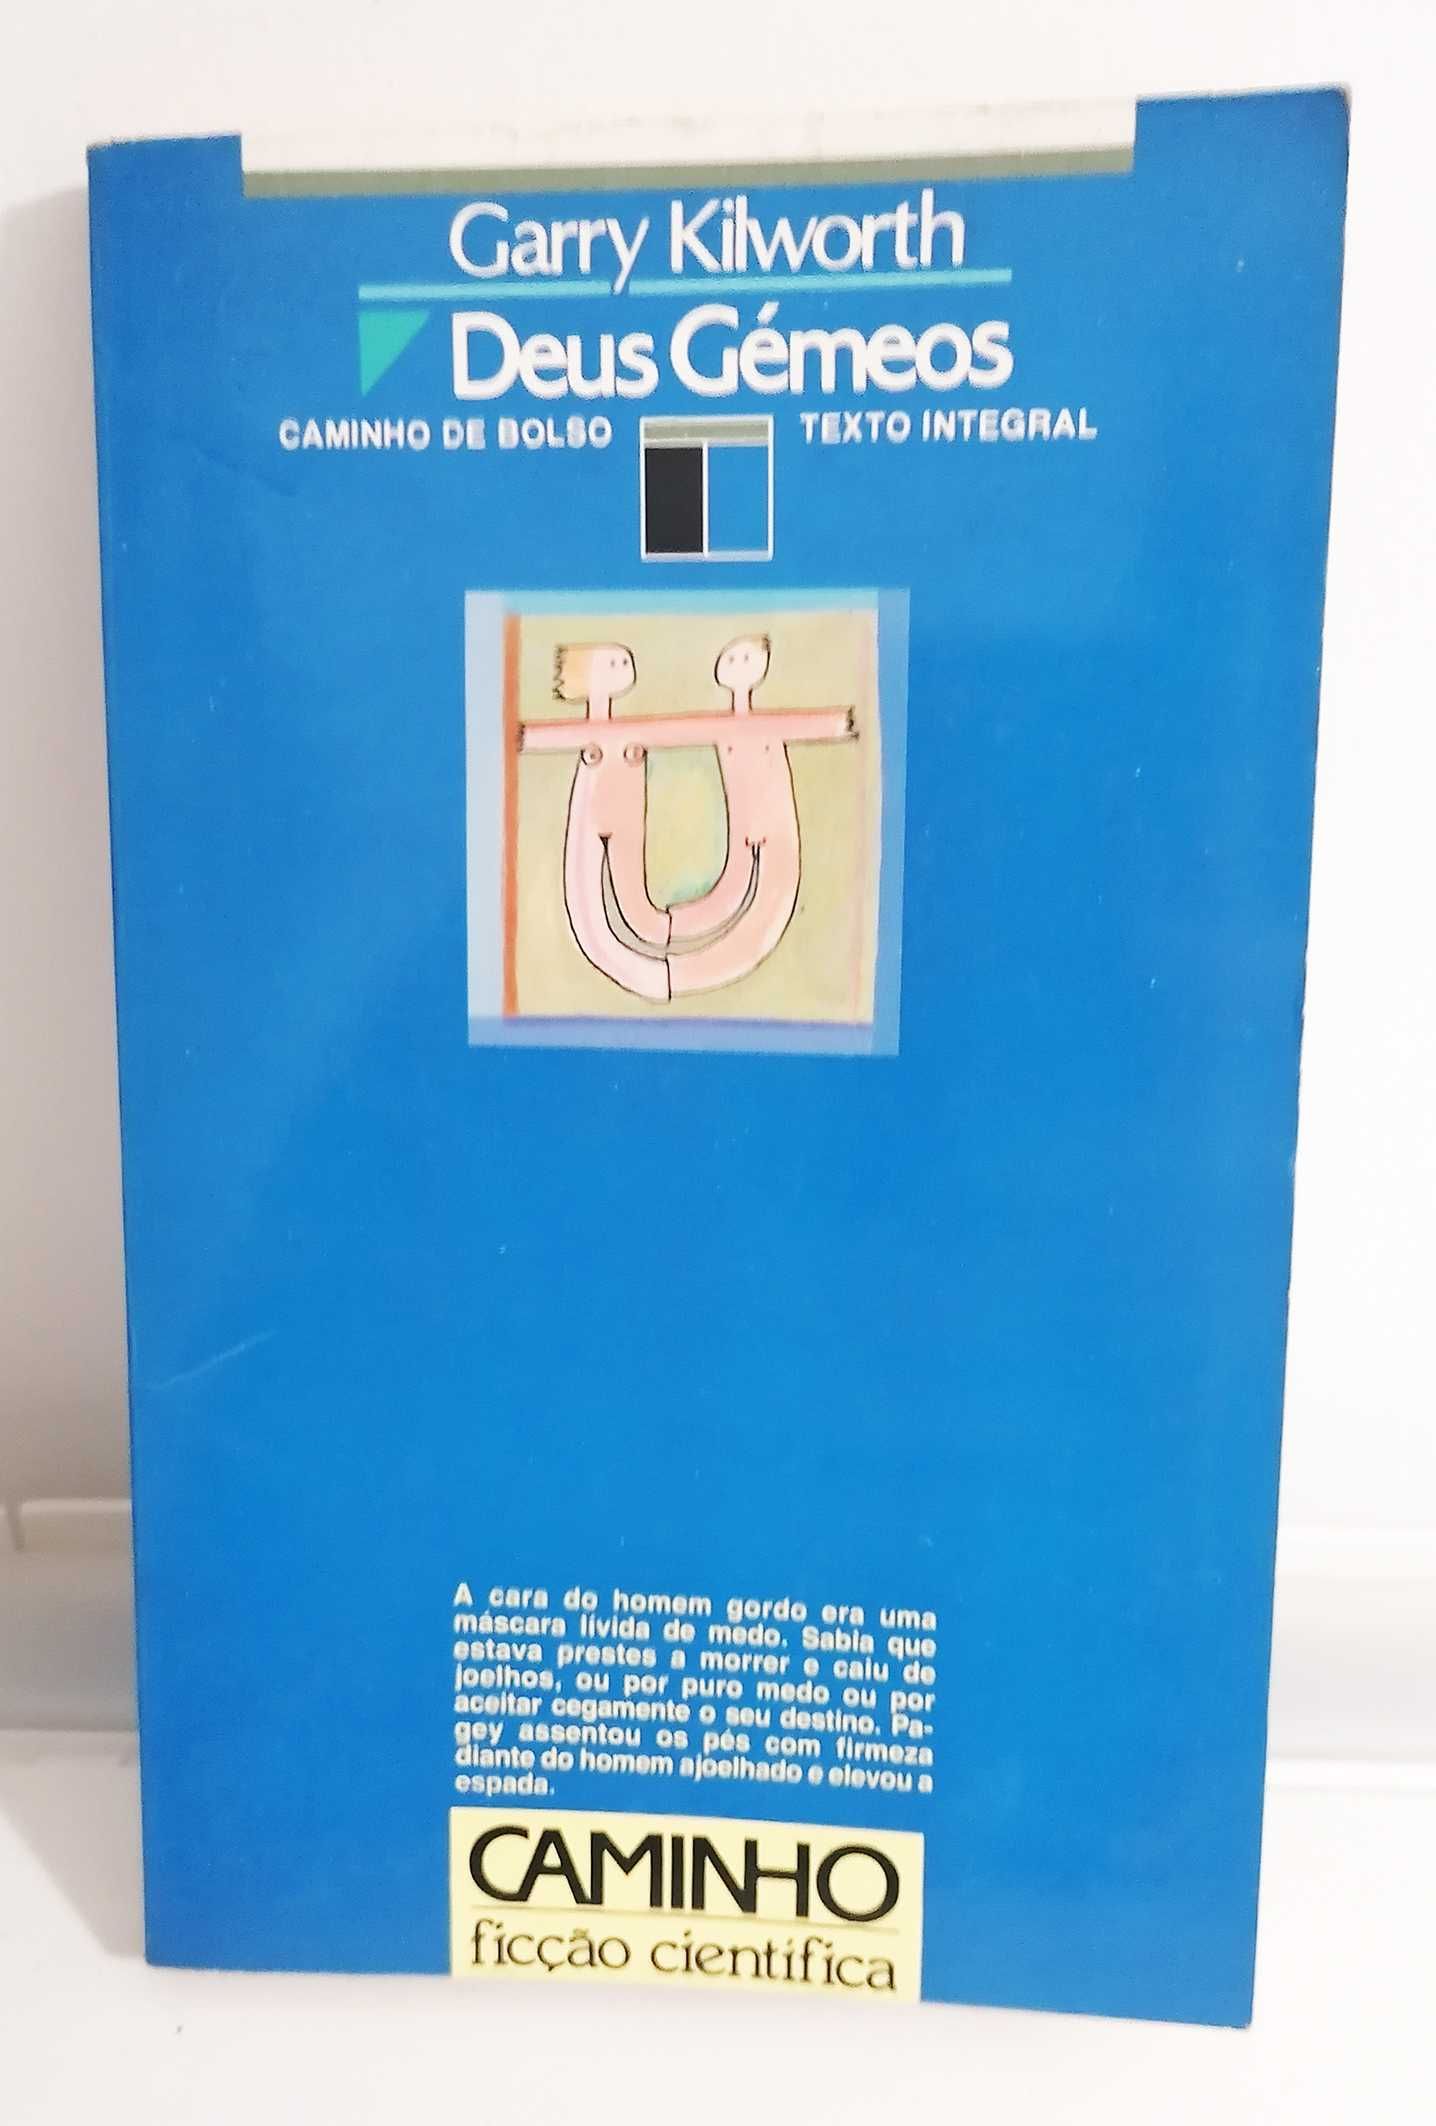 Garry Kilworth
Deus Gémeos
CAMINHO DE BOLSO
TEXTO INTEGRAL
A cara do homem gordo era uma
máscara lívida de medo. Sabia que
estava prestes a morrer e caiu de
joelhos, ou por puro medo ou por
aceitar cegamente o seu destino. Pa-
gey assentou os pés com firmeza
diante do homem ajoelhado e elevou a
espada.
CAMINHO
ficção científica